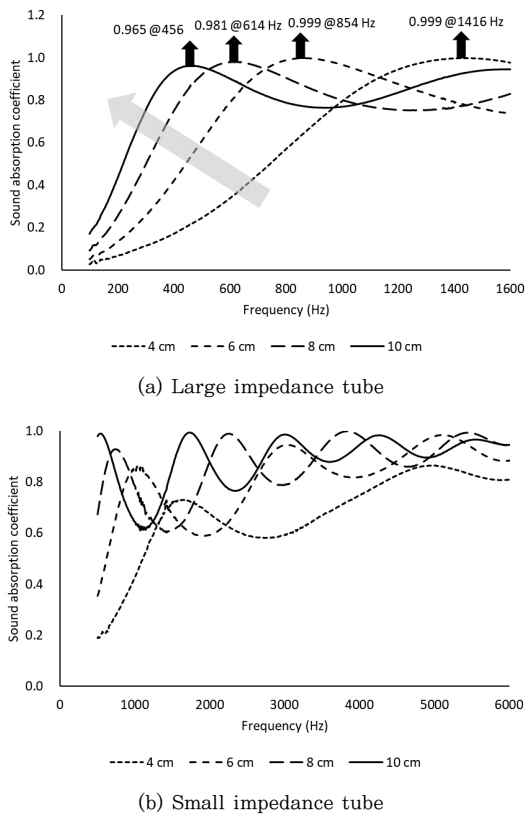 0.965 @456 0.981 @614 Hz 0.999 @854 Hz 0.999 @1416 Hz
1.2
1.0
0.8
0.6
0.4
0.2
0.0
Sound absorption coefficient
0 200 400 600 800 1000 1200 1400 1600
Frequency (Hz)
4 cm 6 cm 8 cm 10 cm
(a) Large impedance tube
1.0
0.8
0.6
0.4
0.2
0.0
Sound absorption coefficient
0 1000 2000 3000 4000 5000 6000
Frequency (Hz)
4 cm 6 cm 8 cm 10 cm
(b) Small impedance tube